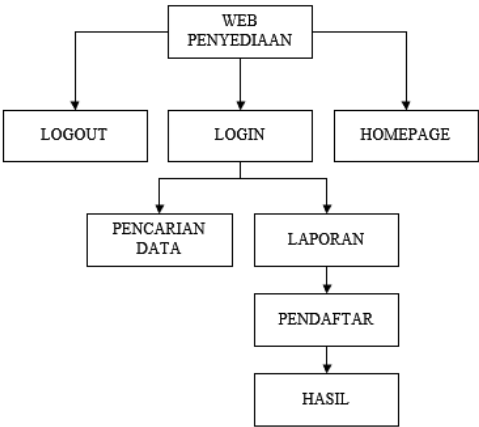 WEB
PENYEDIAAN
LOGOUT
LOGIN
HOMEPAGE
PENCARIAN
DATA
LAPORAN
PENDAFTAR
HASIL